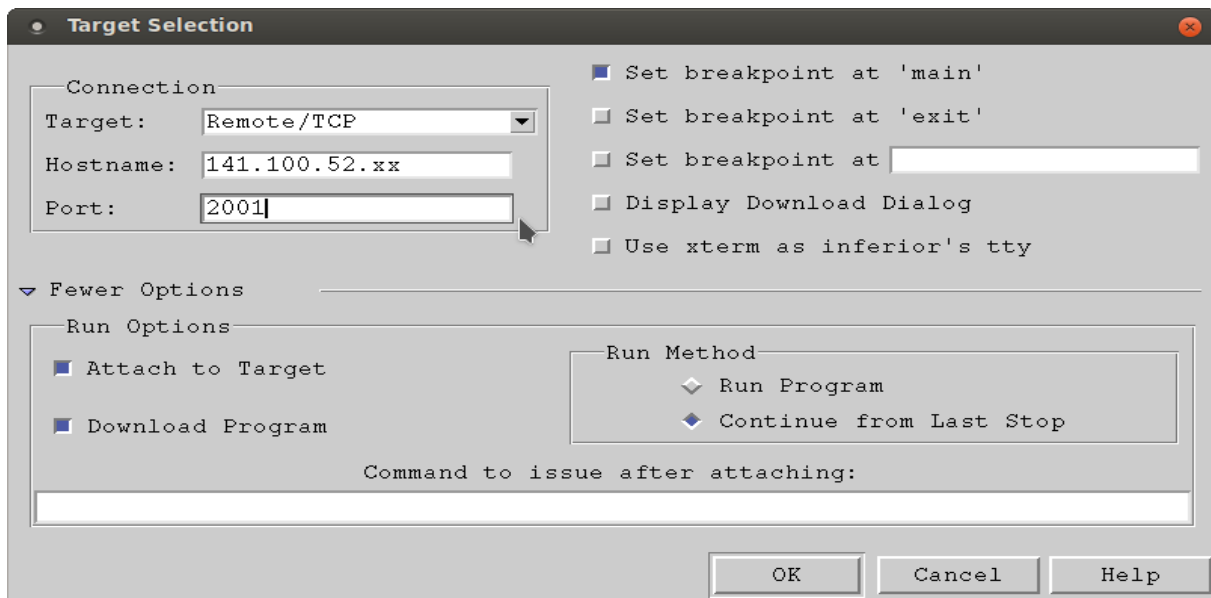 Target Selection
Connection
Target: Remote/TCP
Hostname: 141.100.52.xx
Port: 2001
Set breakpoint at 'main'
Set breakpoint at 'exit'
Set breakpoint at
Display Download Dialog
Use xterm as inferior's tty
Fewer Options
Run Options
Attach to Target
Download Program
Run Method
Run Program
Continue from Last Stop
Command to issue after attaching:
OK Cancel Help